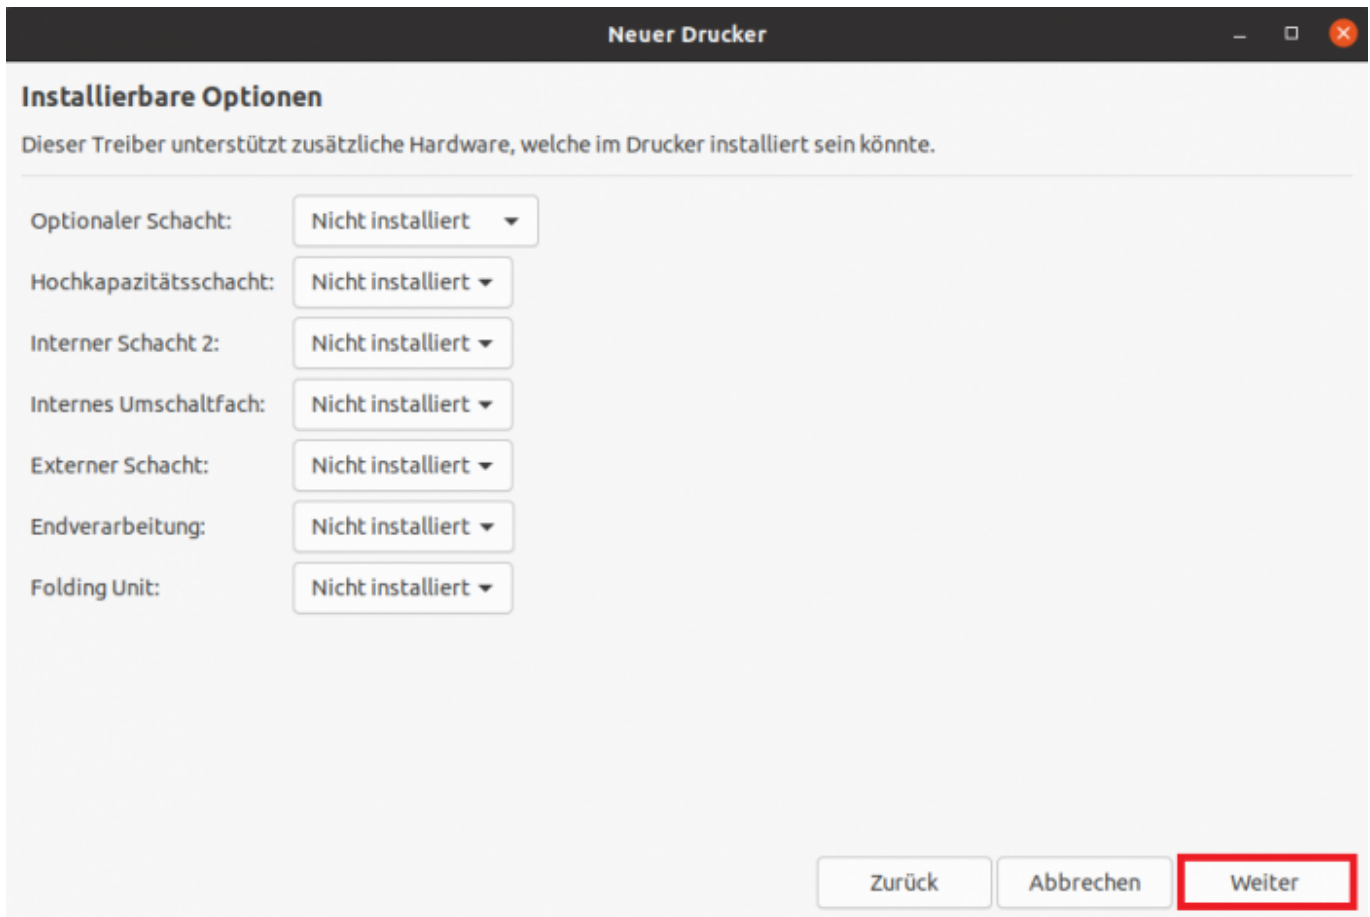 Neuer Drucker
Installierbare Optionen
Dieser Treiber unterstützt zusätzliche Hardware, welche im Drucker installiert sein könnte.
Optionaler Schacht: Nicht installiert
Hochkapazitätsschacht: Nicht installiert
Interner Schacht 2: Nicht installiert
Internes Umschaltfach: Nicht installiert
Externer Schacht: Nicht installiert
Endverarbeitung: Nicht installiert
Folding Unit: Nicht installiert
Zurück Abbrechen Weiter